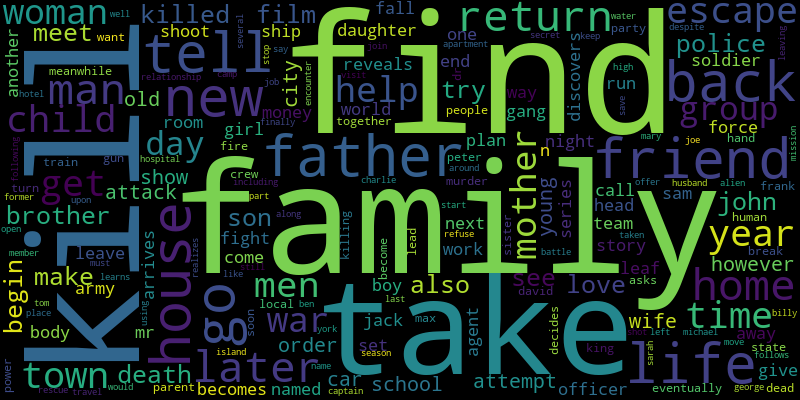 woman
well
killed
film
fall
water
return
escape
several
want
another
meet
shoot
ship
daughter
one
party
despite
leaving
stop
say
join
apartment
secret
keep
tell
city
reveals
end
discovers
police
soldier
meanwhile
relationship
camp
job
encounter
visit
dr
high
back
hotel
man
new
help
try
way
run
save
find
kill
child
old
money
world
gang
people
group
mary
joe
mission
train
gun
finally
together
plan
force
hand
day
room
girl
fire
father
mother
n
night
friend
get
turn
hospital
show
crew
including
peter
around
murder
offer
husband
alien
frank
former
upon
attack
part
charlie
call
sam
brother
son
family
start
refuse
young
series
head
human
john
open
member
leave
arrives
house
fight
next
team
battle
taken
year
must
learns
come
killing
become
lead
work
sister
story
break
begin
make
realizes
along
still
see
leaf
asks
however
tom
army
using
go
like
men
boy
also
david
love
home
billy
place
body
mr
local
ben
last
take
time
soon
war
jack
max
agent
decides
wife
left
michael
away
town
death
later
island
york
season
order
set
king
sarah
move
state
follows
life
power
rescue
travel
parent
would
becomes
named
name
captain
car
school
attempt
officer
eventually
george
give
dead
following